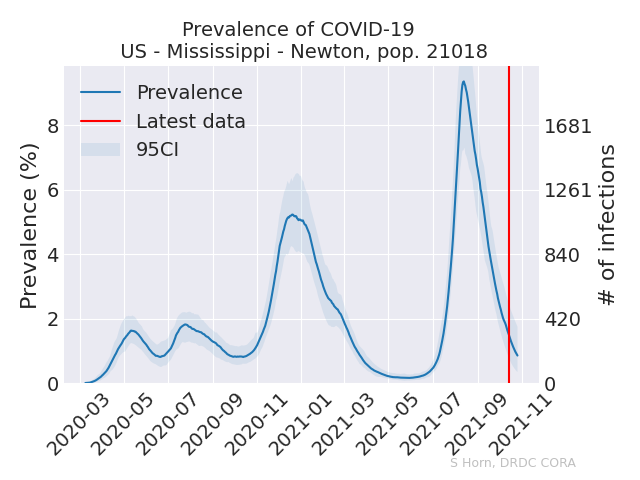 Prevalence of COVID-19
US - Mississippi - Newton, pop. 21018
Prevalence
Latest data
95CI
Prevalence (%)
8
6
4
2
0
1681
1261
840
420
0
# of infections
2020-03
2020-05
2020-07
2020-09
2020-11
2021-01
2021-03
2021-05
2021-07
2021-09
2021-11
S Horn, DRDC CORA